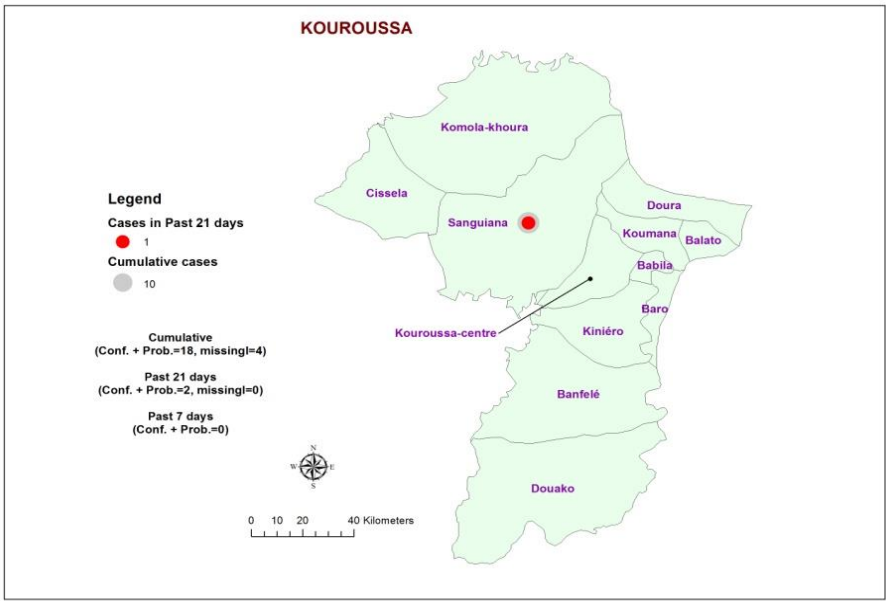 KOUROUSSA
Komola-khoura
Cissela
Legend
Cases in Past 21 days
1
Cumulative cases
10
Sanguiana
Doura
Koumana
Balato
Babila
Baro
Kouroussa-centre
Kiniéro
Cumulative
(Conf. + Prob.=18, missingl=4)
Past 21 days
(Conf. + Prob.=2, missingl=0)
Past 7 days
(Conf. + Prob.=0)
Banfelé
Douako
N
W E
S
0 10 20 40 Kilometers